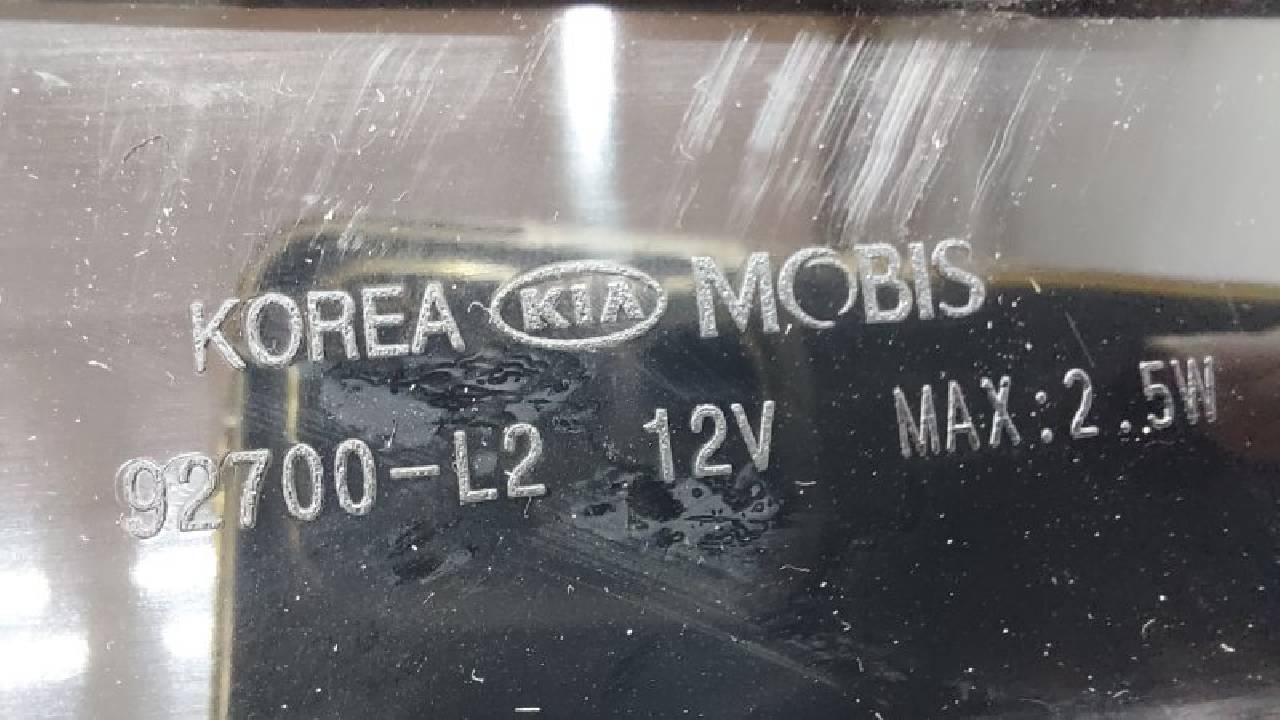 KOREA KIA MOBIS
92700-L2 12V MAX:2..5W